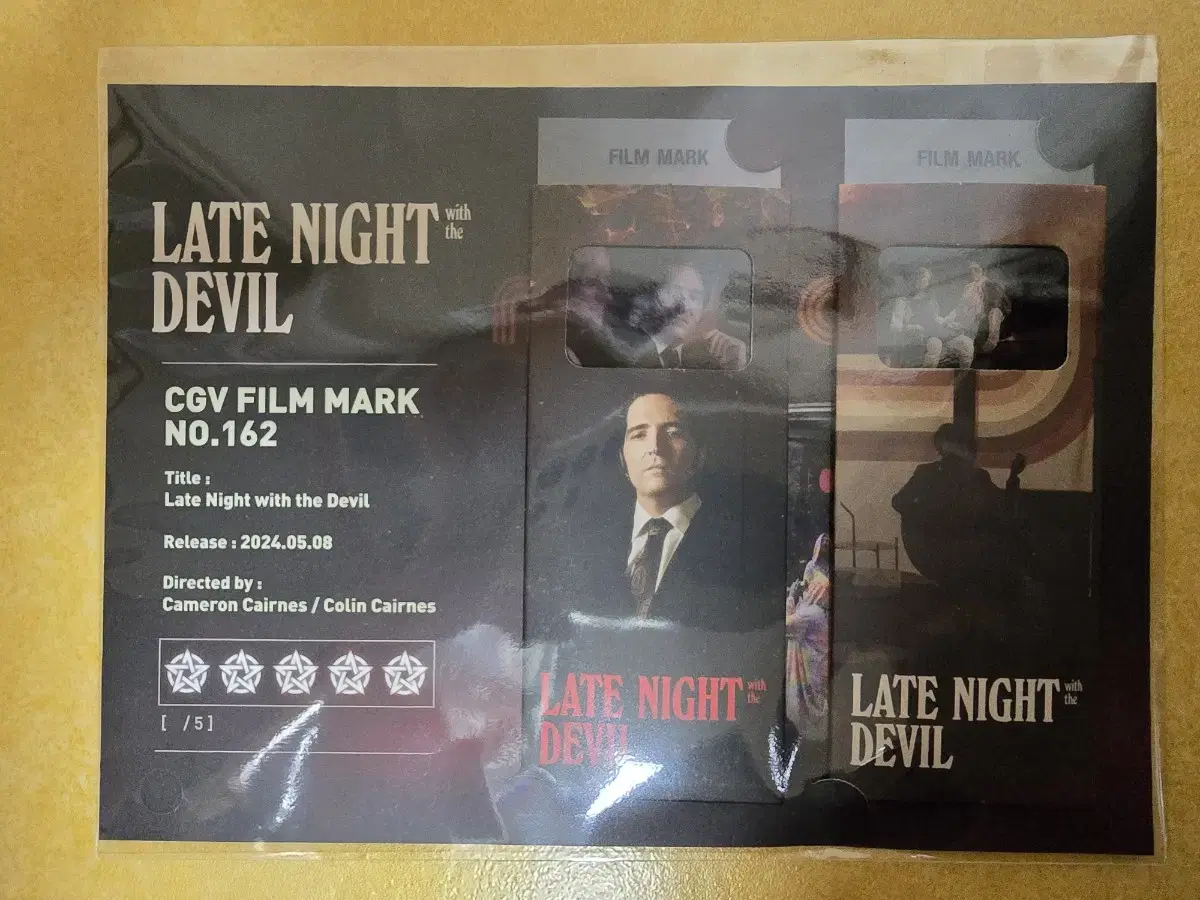 LATE NIGHT with the
DEVIL
CGV FILM MARK
NO.162
Title :
Late Night with the Devil
Release : 2024.05.08
Directed by :
Cameron Cairnes / Colin Cairnes
[ /5]
FILM MARK
LATE NIGHT with the
DEVIL
FILM MARK
LATE NIGHT with the
DEVIL